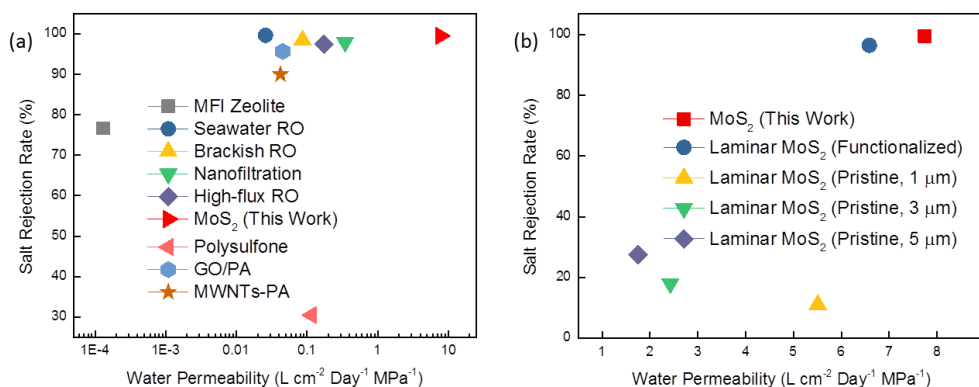 (a)
Salt Rejection Rate (%)
100
90
80
70
60
50
40
30
MFI Zeolite
Seawater RO
Brackish RO
Nanofiltration
High-flux RO
MoS₂ (This Work)
Polysulfone
GO/PA
MWNTs-PA
1E-4 1E-3 0.01 0.1 1 10
Water Permeability (L cm⁻² Day⁻¹ MPa⁻¹)
(b)
Salt Rejection Rate (%)
100
80
60
40
20
0
MoS₂ (This Work)
Laminar MoS₂ (Functionalized)
Laminar MoS₂ (Pristine, 1 μm)
Laminar MoS₂ (Pristine, 3 μm)
Laminar MoS₂ (Pristine, 5 μm)
1 2 3 4 5 6 7 8
Water Permeability (L cm⁻² Day⁻¹ MPa⁻¹)